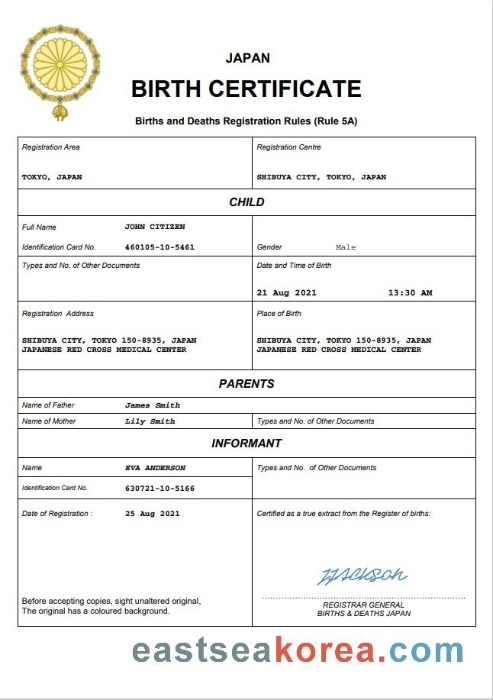 JAPAN
BIRTH CERTIFICATE
Births and Deaths Registration Rules (Rule 5A)
Registration Area
Registration Centre
TOKYO, JAPAN
SHIBUYA CITY, TOKYO, JAPAN
CHILD
Full Name JOHN CITIZEN
Identification Card No. 460105-10-5461
Gender Male
Types and No. of Other Documents
Date and Time of Birth
21 Aug 2021 13:30 AM
Registration Address
Place of Birth
SHIBUYA CITY, TOKYO 150-8935, JAPAN
JAPANESE RED CROSS MEDICAL CENTER
SHIBUYA CITY, TOKYO 150-8935, JAPAN
JAPANESE RED CROSS MEDICAL CENTER
PARENTS
Name of Father James Smith
Name of Mother Lily Smith
Types and No. of Other Documents
INFORMANT
Name EVA ANDERSON
Types and No. of Other Documents
Identification Card No. 630721-10-5166
Date of Registration : 25 Aug 2021
Certified as a true extract from the Register of births:
Before accepting copies, sight unaltered original,
The original has a coloured background.
REGISTRAR GENERAL
BIRTHS & DEATHS JAPAN
eastseakorea.com